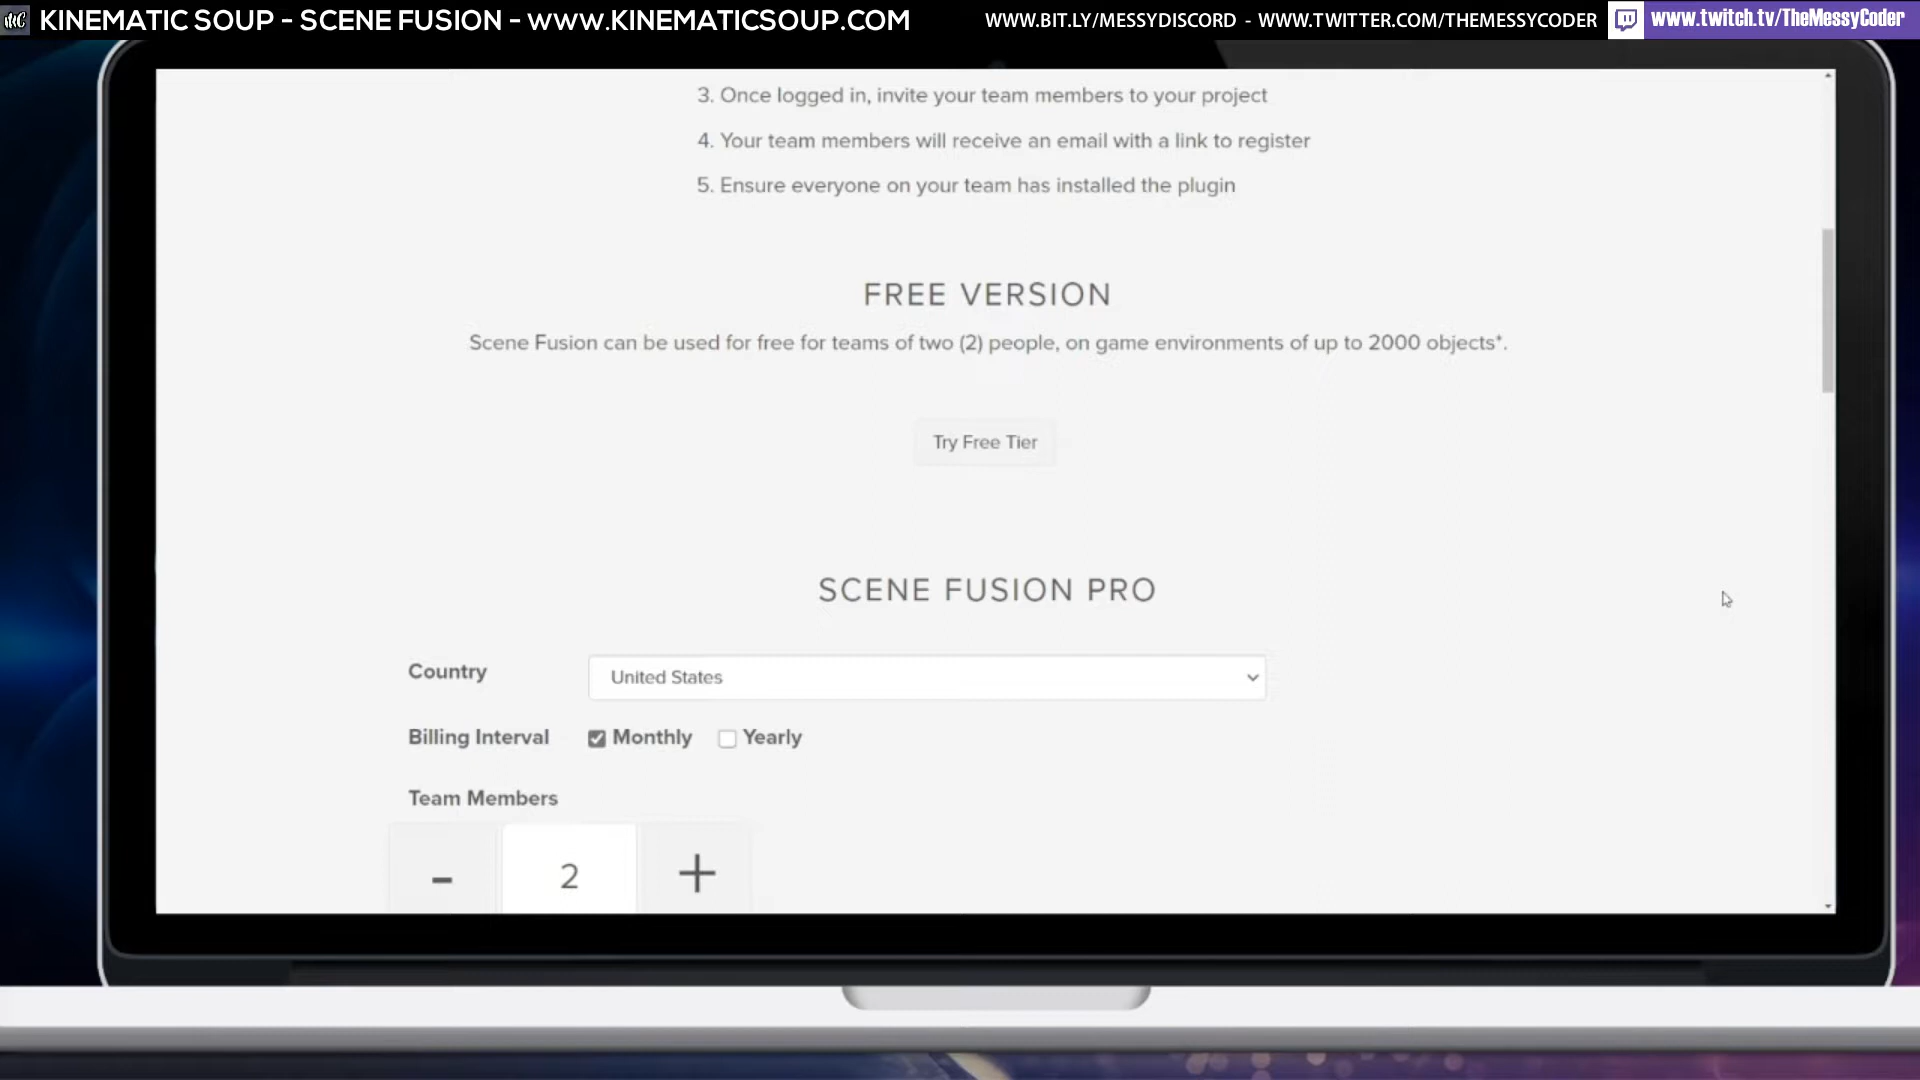 KINEMATIC SOUP - SCENE FUSION - www.KINEMATICSOUP.COM
WWW.BIT.LY/MESSYDISCORD - WWW.TWITTER.COM/THEMESSYCODER
www.twitch.tv/TheMessyCoder
3. Once logged in, invite your team members to your project
4. Your team members will receive an email with a link to register
5. Ensure everyone on your team has installed the plugin
FREE VERSION
Scene Fusion can be used for free for teams of two (2) people, on game environments of up to 2000 objects*.
Try Free Tier
SCENE FUSION PRO
Country United States
Billing Interval Monthly Yearly
Team Members
- 2 +